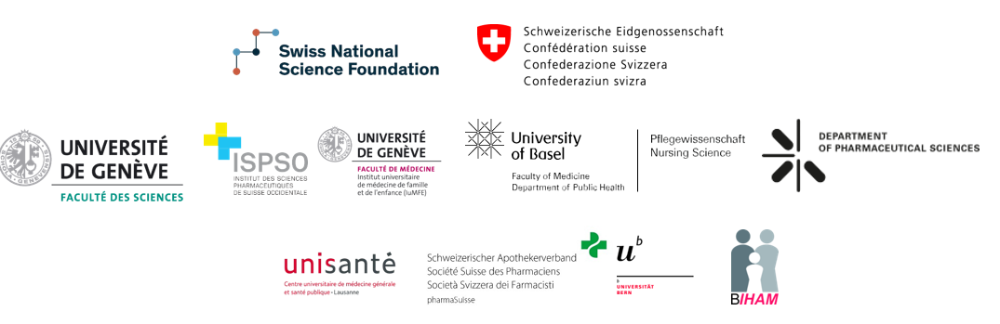 Swiss National
Science Foundation
Schweizerische Eidgenossenschaft
Confédération suisse
Confederazione Svizzera
Confederaziun svizra
UNIVERSITÉ
DE GENÈVE
FACULTÉ DES SCIENCES
ISPSO
INSTITUT DES SCIENCES
PHARMACEUTIQUES
DE SUISSE OCCIDENTALE
UNIVERSITÉ
DE GENÈVE
FACULTÉ DE MÉDECINE
Institut universitaire
de médecine de famille
et de l'enfance (IuMFE)
University
of Basel
Faculty of Medicine
Department of Public Health
Pflegewissenschaft
Nursing Science
DEPARTMENT
OF PHARMACEUTICAL SCIENCES
unisanté
Centre universitaire de médecine générale
et santé publique • Lausanne
Schweizerischer Apothekerverband
Société Suisse des Pharmaciens
Società Svizzera dei Farmacisti
pharmaSuisse
u b
b
UNIVERSITÄT
BERN
BIHAM